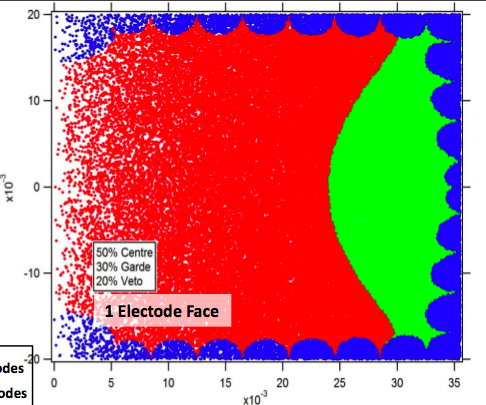 20
10
x10-3
0
50% Centre
30% Garde
20% Veto
-10
1 Electode Face
-20
odes
odes
0 5 10 15 20 25 30 35
x10-3